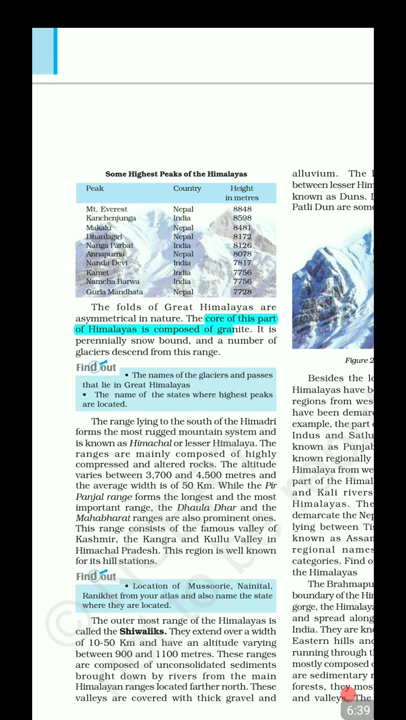 Some Highest Peaks of the Himalayas
Peak Country Height
in metres
Mt. Everest Nepal 8848
Kanchenjunga India 8598
Makalu Nepal 8481
Dhaulagiri Nepal 8172
Nanga Parbat India 8126
Annapurna Nepal 8078
Nanda Devi India 7817
Kamet India 7756
Namcha Barwa India 7756
Gurla Mandhata Nepal 7728
The folds of Great Himalayas are
asymmetrical in nature. The core of this part
of Himalayas is composed of granite. It is
perennially snow bound, and a number of
glaciers descend from this range.
Find out
• The names of the glaciers and passes
that lie in Great Himalayas
• The name of the states where highest peaks
are located.
The range lying to the south of the Himadri
forms the most rugged mountain system and
is known as Himachal or lesser Himalaya. The
ranges are mainly composed of highly
compressed and altered rocks. The altitude
varies between 3,700 and 4,500 metres and
the average width is of 50 Km. While the Pir
Panjal range forms the longest and the most
important range, the Dhaula Dhar and the
Mahabharat ranges are also prominent ones.
This range consists of the famous valley of
Kashmir, the Kangra and Kullu Valley in
Himachal Pradesh. This region is well known
for its hill stations.
Find out
• Location of Mussoorie, Nainital,
Ranikhet from your atlas and also name the
state where they are located.
The outer most range of the Himalayas is
called the Shiwaliks. They extend over a width
of 10-50 Km and have an altitude varying
between 900 and 1100 metres. These ranges
are composed of unconsolidated sediments
brought down by rivers from the main
Himalayan ranges located farther north. These
valleys are covered with thick gravel and
alluvium. The
between lesser Him
known as Duns.
Patli Dun are some
Figure 2
Besides the lo
Himalayas have b
regions from wes
have been demar
example, the part
Indus and Satlu
known as Punjab
known regionally
Himalaya from we
part of the Himal
and Kali rivers
Himalayas. The
demarcate the Nep
lying between Ti
known as Assan
regional names
categories. Find o
the Himalayas
The Brahmapu
boundary of the Hi
gorge, the Himalaya
and spread along
India. They are kno
Eastern hills and
running through t
mostly composed o
are sedimentary r
forests, they most
and valleys. The
6:39